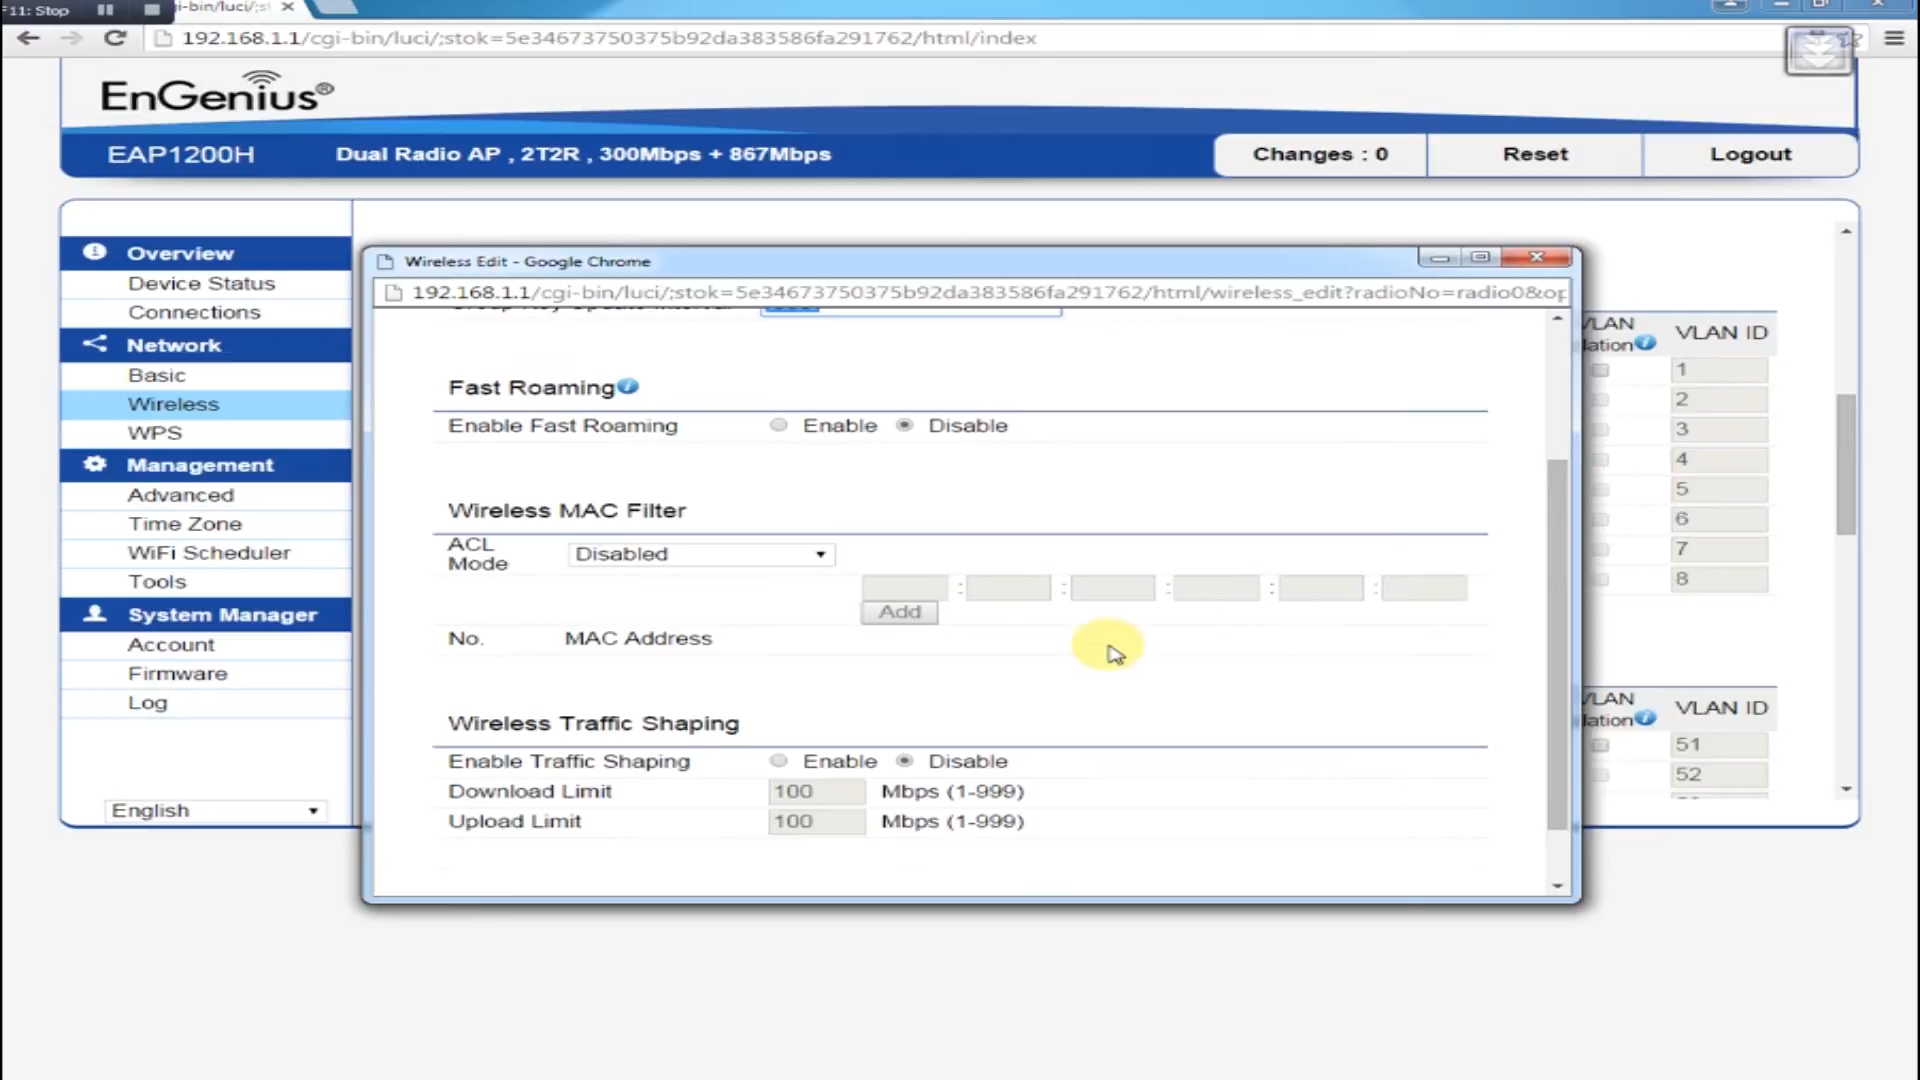 F11: Stop
gi-bin/luci/;s
192.168.1.1/cgi-bin/luci/;stok=5e34673750375b92da383586fa291762/html/index
EnGenius®
EAP1200H
Dual Radio AP , 2T2R , 300Mbps + 867Mbps
Changes : 0
Reset
Logout
Overview
Device Status
Connections
Network
Basic
Wireless
WPS
Management
Advanced
Time Zone
WiFi Scheduler
Tools
System Manager
Account
Firmware
Log
English
Wireless Edit - Google Chrome
192.168.1.1/cgi-bin/luci/;stok=5e34673750375b92da383586fa291762/html/wireless_edit?radioNo=radio0&op
Fast Roaming
Enable Fast Roaming Enable Disable
Wireless MAC Filter
ACL
Mode
Disabled
: : : : :
Add
No. MAC Address
Wireless Traffic Shaping
Enable Traffic Shaping Enable Disable
Download Limit 100 Mbps (1-999)
Upload Limit 100 Mbps (1-999)
VLAN
lation
VLAN ID
1
2
3
4
5
6
7
8
VLAN
lation
VLAN ID
51
52